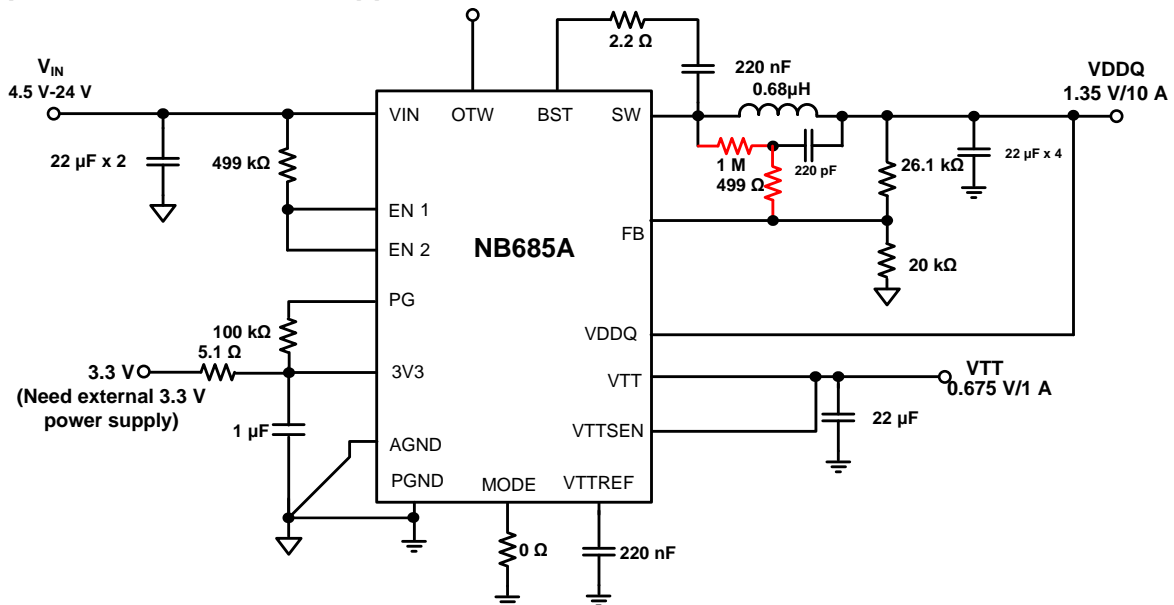 2.2 Ω
V_IN
4.5 V-24 V
220 nF
0.68µH
VDDQ
1.35 V/10 A
VIN
OTW
BST
SW
22 µF x 2
499 kΩ
1 M
499 Ω
220 pF
26.1 kΩ
22 µF x 4
EN 1
EN 2
NB685A
FB
20 kΩ
PG
100 kΩ
5.1 Ω
3.3 V
(Need external 3.3 V
power supply)
3V3
1 µF
VDDQ
VTT
VTT
0.675 V/1 A
VTTSEN
22 µF
AGND
PGND
MODE
VTTREF
0 Ω
220 nF